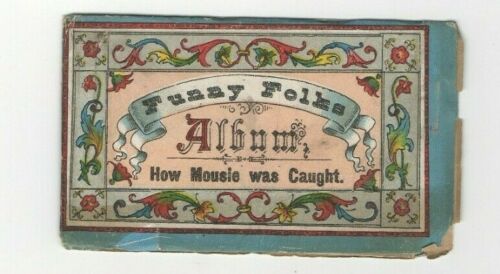 Funny Folks
Album,
How Mousie was Caught.